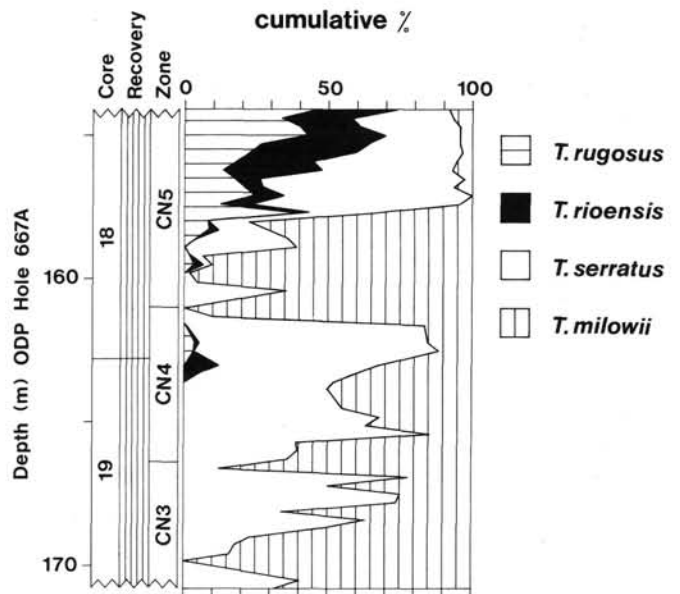 cumulative %
Core
Recovery
Zone
0 50 100
T. rugosus
T. rioensis
T. serratus
T. milowii
CN5
18
160
CN4
19
CN3
170
Depth (m) ODP Hole 667A